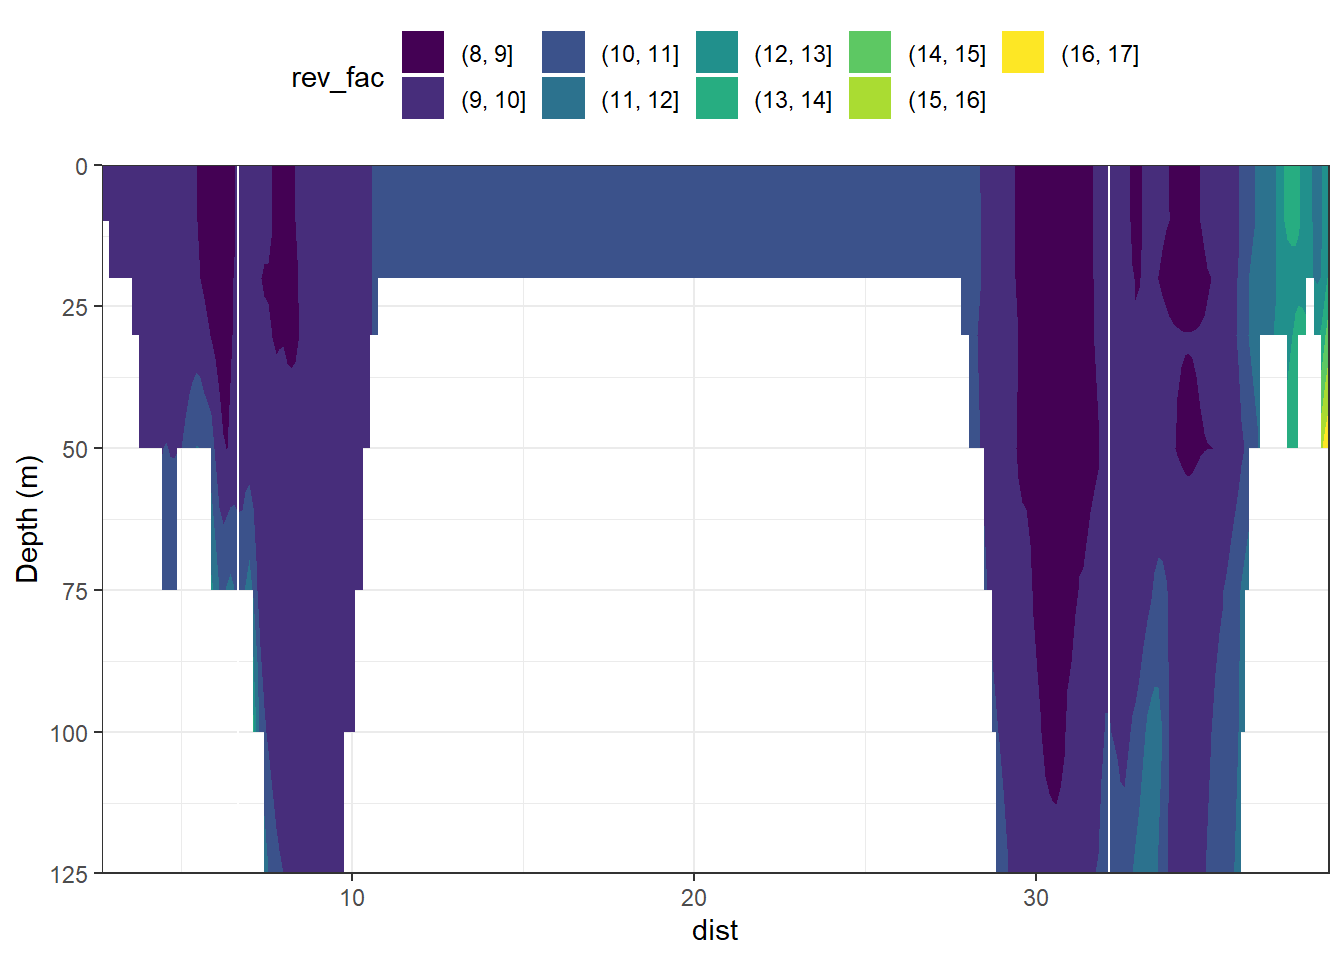 rev_fac
(8, 9] (10, 11] (12, 13] (14, 15] (16, 17]
(9, 10] (11, 12] (13, 14] (15, 16]
Depth (m)
0
25
50
75
100
125
10 20 30
dist